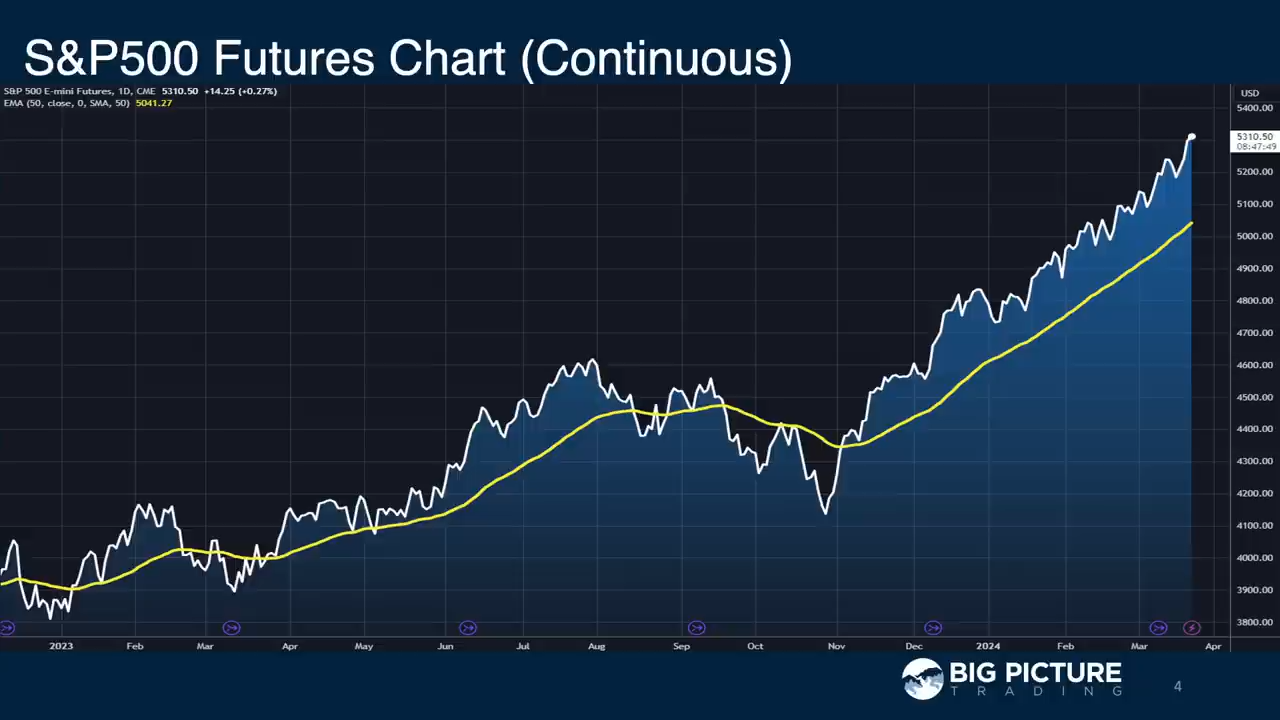 S&P500 Futures Chart (Continuous)
S&P 500 E-mini Futures, 1D, CME 5310.50 +14.25 (+0.27%)
EMA (50, close, 0, SMA, 50) 5041.27
USD
5400.00
5310.50
08:47:49
5200.00
5100.00
5000.00
4900.00
4800.00
4700.00
4600.00
4500.00
4400.00
4300.00
4200.00
4100.00
4000.00
3900.00
3800.00
2023 Feb Mar Apr May Jun Jul Aug Sep Oct Nov Dec 2024 Feb Mar Apr
BIG PICTURE
TRADING
4